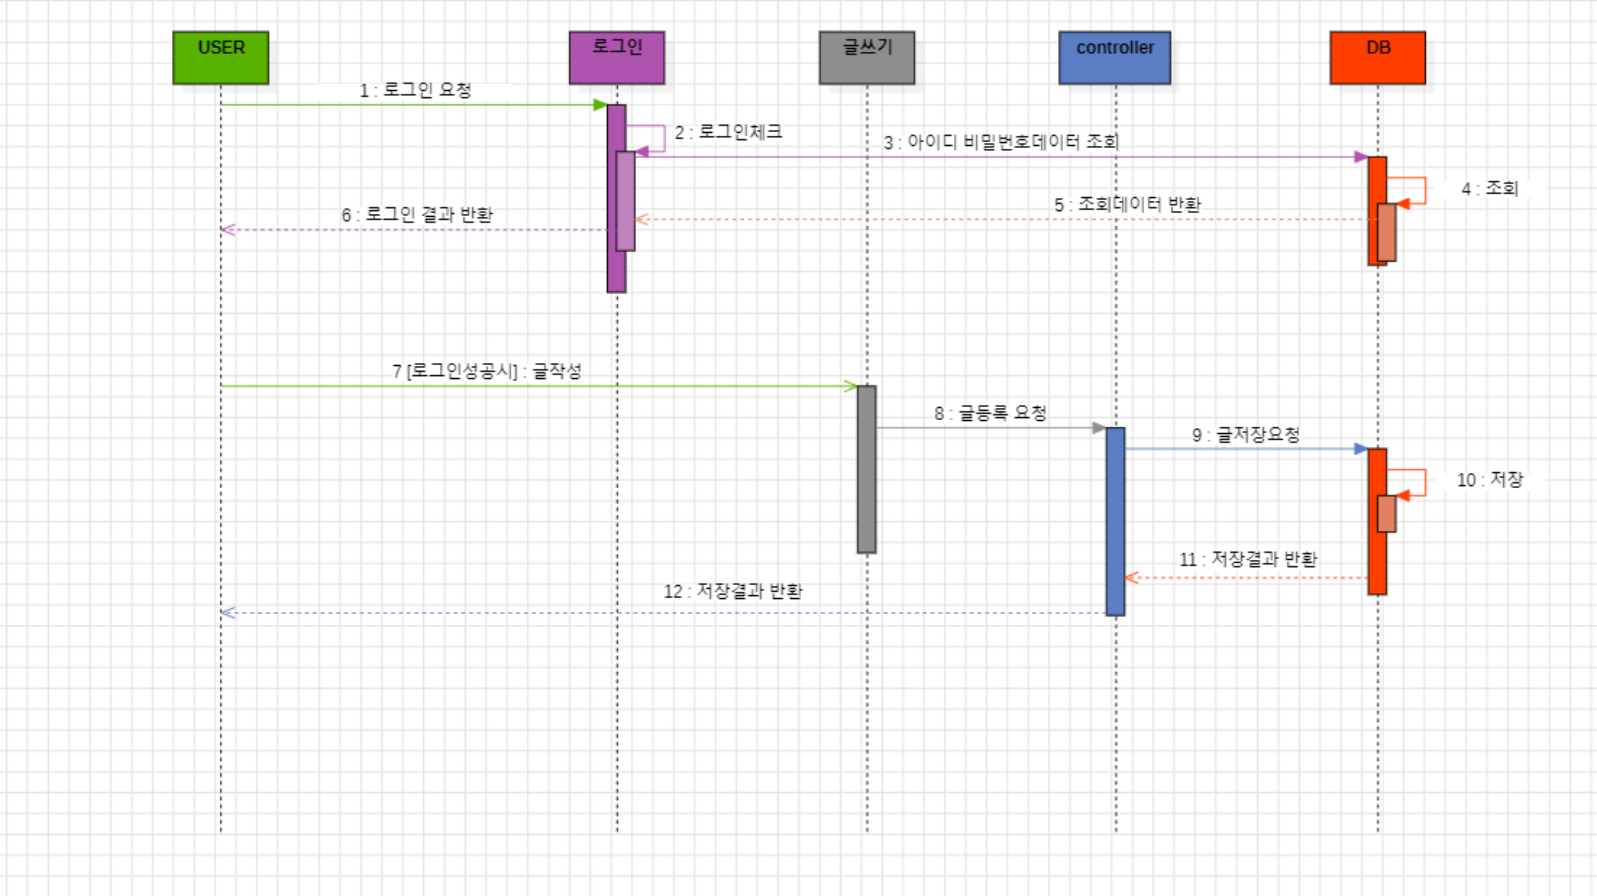 USER
로그인
글쓰기
controller
DB
1 : 로그인 요청
2 : 로그인체크
3 : 아이디 비밀번호데이터 조회
4 : 조회
5 : 조회데이터 반환
6 : 로그인 결과 반환
7 [로그인성공시] : 글작성
8 : 글등록 요청
9 : 글저장요청
10 : 저장
11 : 저장결과 반환
12 : 저장결과 반환